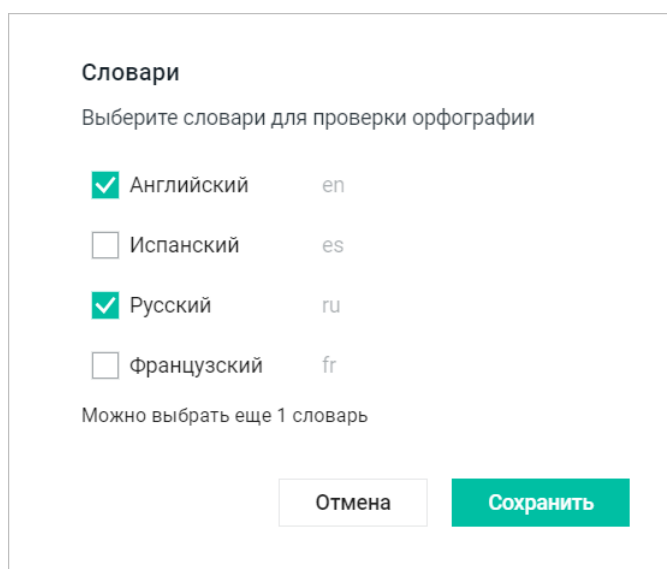 Словари
Выберите словари для проверки орфографии
Английский en
Испанский es
Русский ru
Французский fr
Можно выбрать еще 1 словарь
Отмена Сохранить